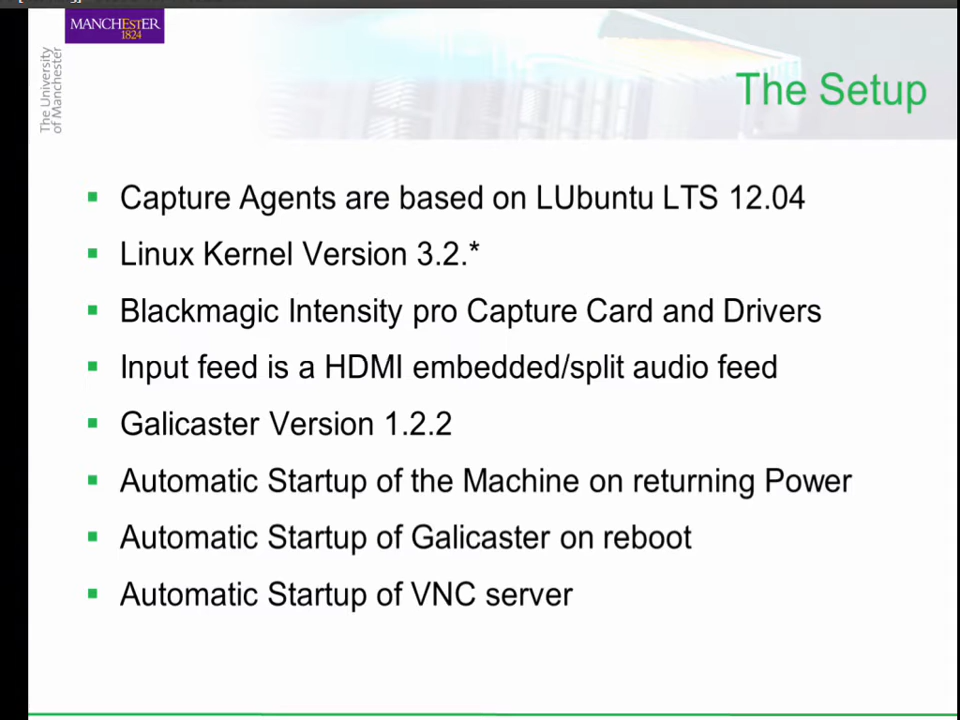 MANCHESTER
1824
The University
of Manchester
The Setup
Capture Agents are based on LUbuntu LTS 12.04
Linux Kernel Version 3.2.*
Blackmagic Intensity pro Capture Card and Drivers
Input feed is a HDMI embedded/split audio feed
Galicaster Version 1.2.2
Automatic Startup of the Machine on returning Power
Automatic Startup of Galicaster on reboot
Automatic Startup of VNC server